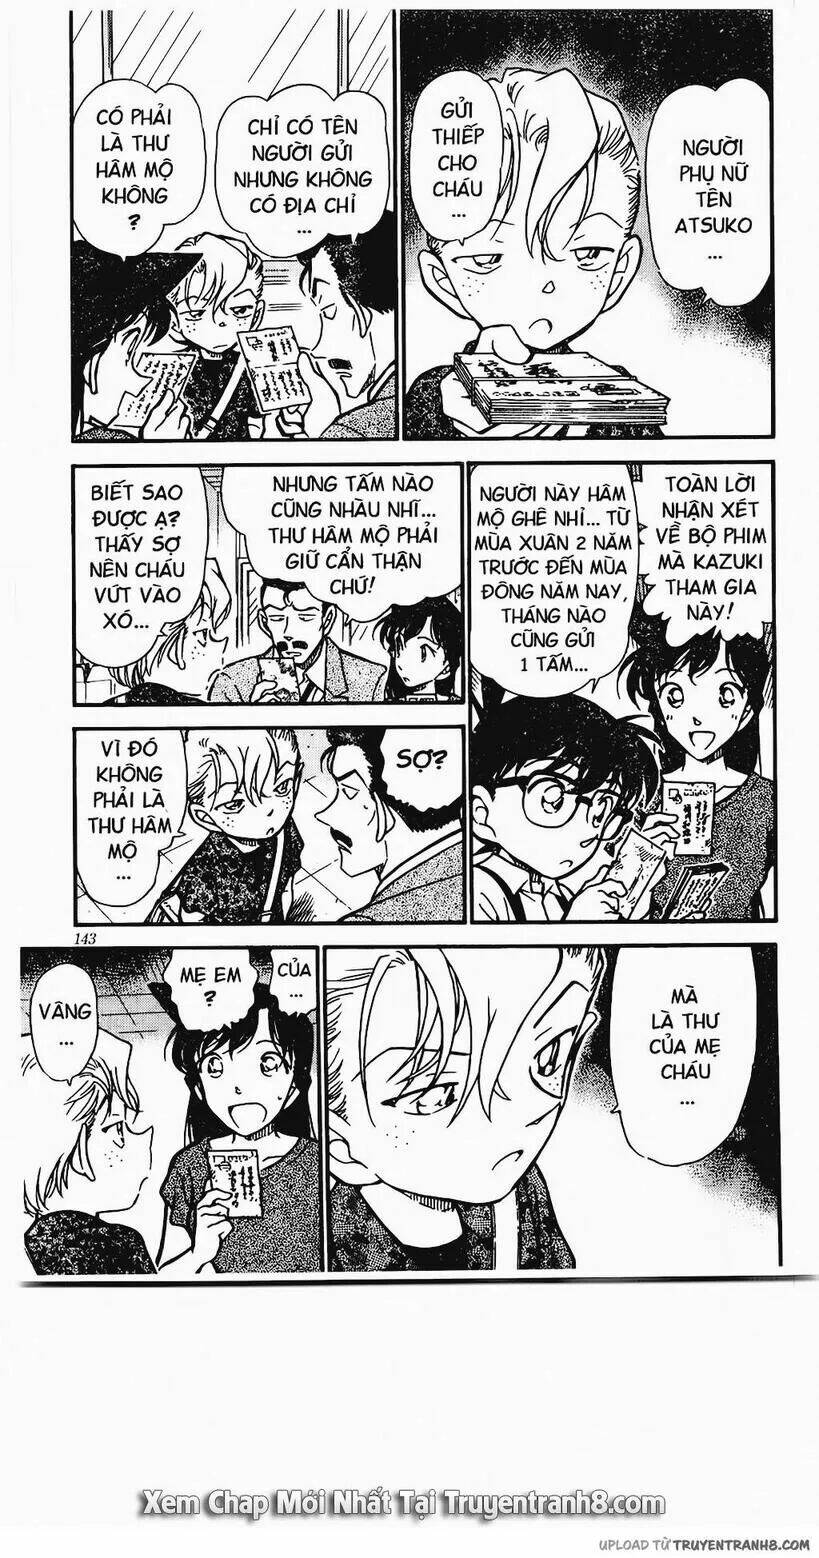 NGƯỜI
PHỤ NỮ
TÊN
ATSUKO
...
GỬI
THIẾP
CHO
CHÁU
...
CHỈ CÓ TÊN
NGƯỜI GỬI
NHƯNG KHÔNG
CÓ ĐỊA CHỈ
...
CÓ PHẢI
LÀ THƯ
HÂM MỘ
KHÔNG
?
TOÀN LỜI
NHẬN XÉT
VỀ BỘ PHIM
MÀ KAZUKI
THAM GIA
NÀY!
NGƯỜI NÀY HÂM
MỘ GHÊ NHỈ... TỪ
MÙA XUÂN 2 NĂM
TRƯỚC ĐẾN MÙA
ĐÔNG NĂM NAY,
THÁNG NÀO
CŨNG GỬI
1 TẤM...
NHƯNG TẤM NÀO
CŨNG NHÀU NHĨ...
THƯ HÂM MỘ PHẢI
GIỮ CẨN THẬN
CHỨ!
BIẾT SAO
ĐƯỢC Ạ?
THẤY SỢ
NÊN CHÁU
VỨT VÀO
XÓ...
SỢ?
VÌ ĐÓ
KHÔNG
PHẢI LÀ
THƯ HÂM
MỘ
...
143
MÀ
LÀ THƯ
CỦA MẸ
CHÁU
...
CỦA
...
MẸ EM
?
VÂNG
...
Xem Chap Mới Nhất Tại Truyentranh8.com
UPLOAD TỪ TRUYENTRANH8.COM